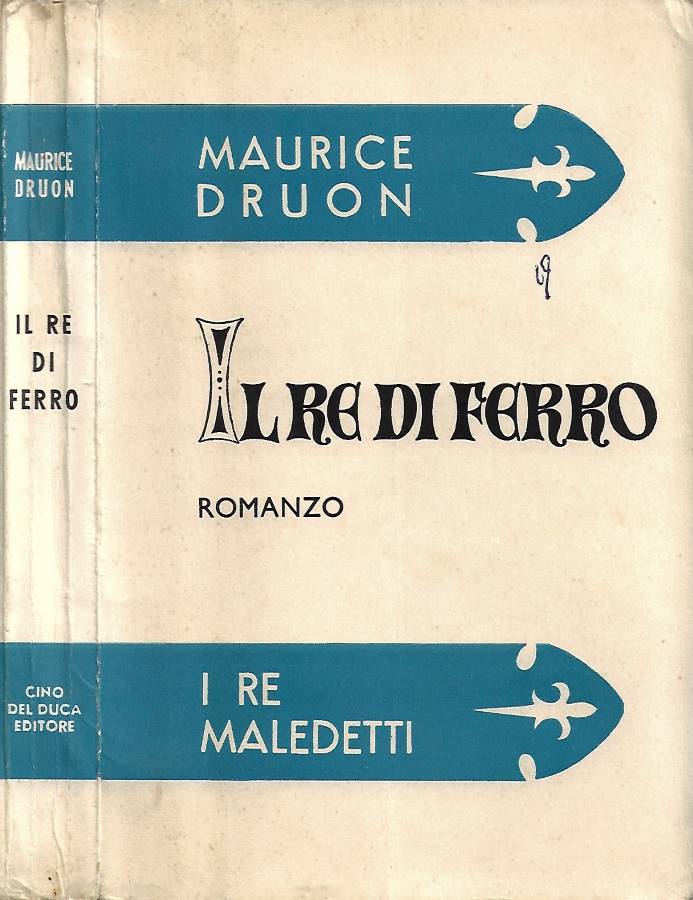 MAURICE
DRUON
IL RE
DI
FERRO
CINO
DEL DUCA
EDITORE
MAURICE
DRUON
IL RE DI FERRO
ROMANZO
I RE
MALEDETTI